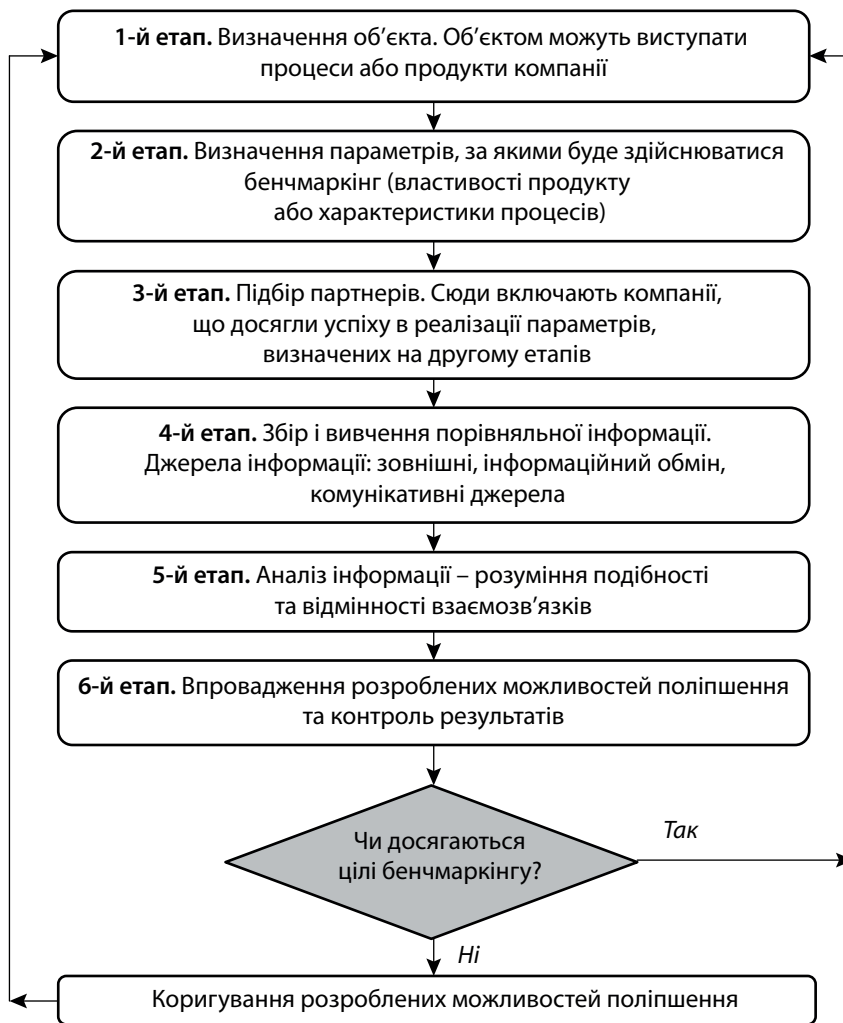 1-й етап. Визначення об’єкта. Об’єктом можуть виступати
процеси або продукти компанії
2-й етап. Визначення параметрів, за якими буде здійснюватися
бенчмаркінг (властивості продукту
або характеристики процесів)
3-й етап. Підбір партнерів. Сюди включають компанії,
що досягли успіху в реалізації параметрів,
визначених на другому етапів
4-й етап. Збір і вивчення порівняльної інформації.
Джерела інформації: зовнішні, інформаційний обмін,
комунікативні джерела
5-й етап. Аналіз інформації – розуміння подібності
та відмінності взаємозв’язків
6-й етап. Впровадження розроблених можливостей поліпшення
та контроль результатів
Чи досягаються
цілі бенчмаркінгу?
Так
Ні
Коригування розроблених можливостей поліпшення